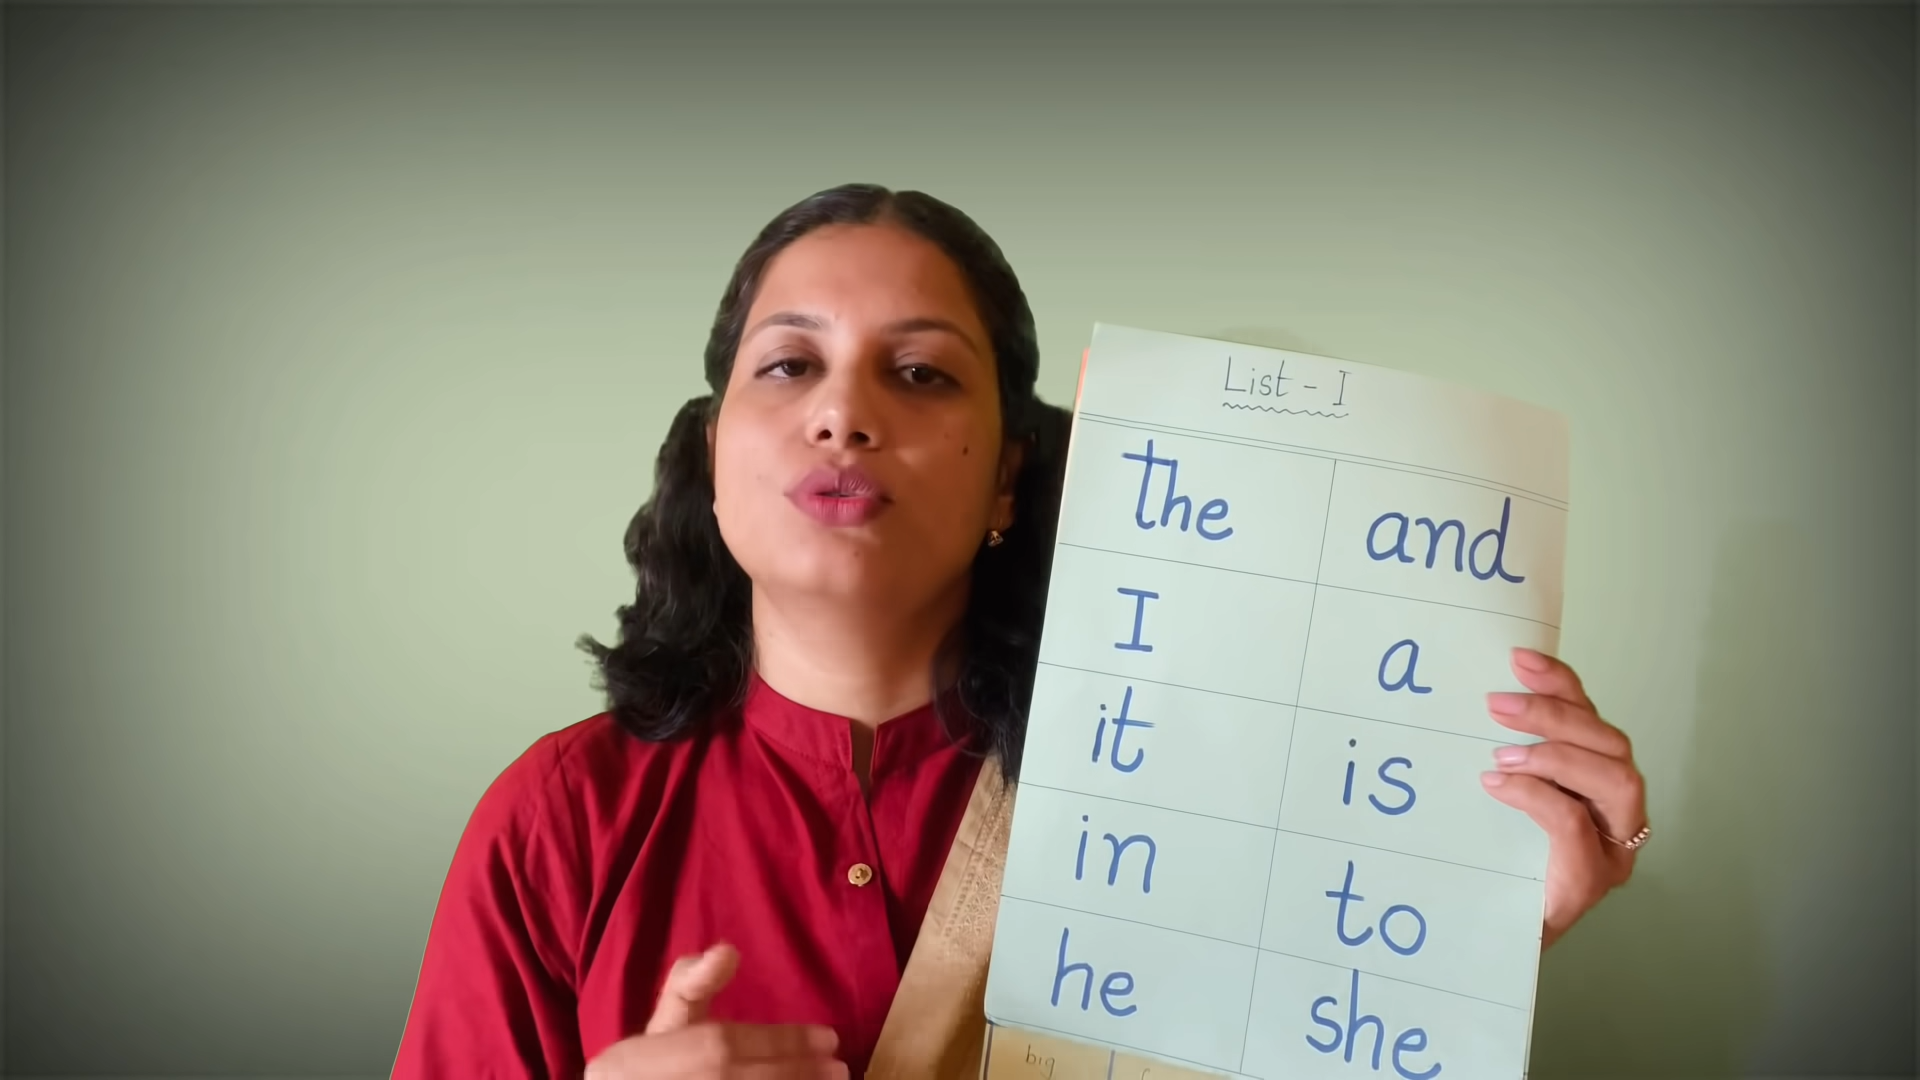 List - I
the and
I a
it is
in to
he she
big